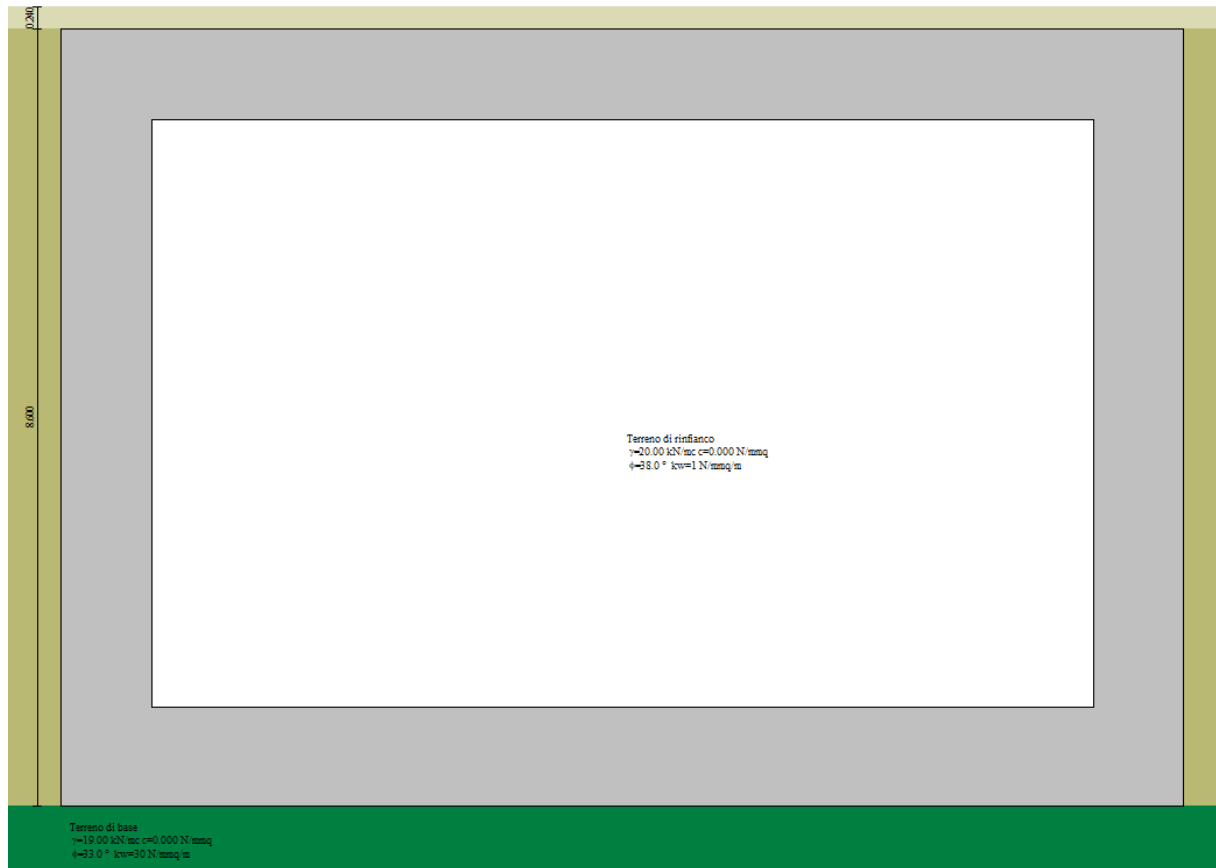 0.240
8.600
Terreno di rinfianco
γ=20.00 kN/mc c=0.000 N/mmq
ϕ=38.0 ° kw=1 N/mmq/m
Terreno di base
γ=19.00 kN/mc c=0.000 N/mmq
ϕ=33.0 ° kw=30 N/mmq/m